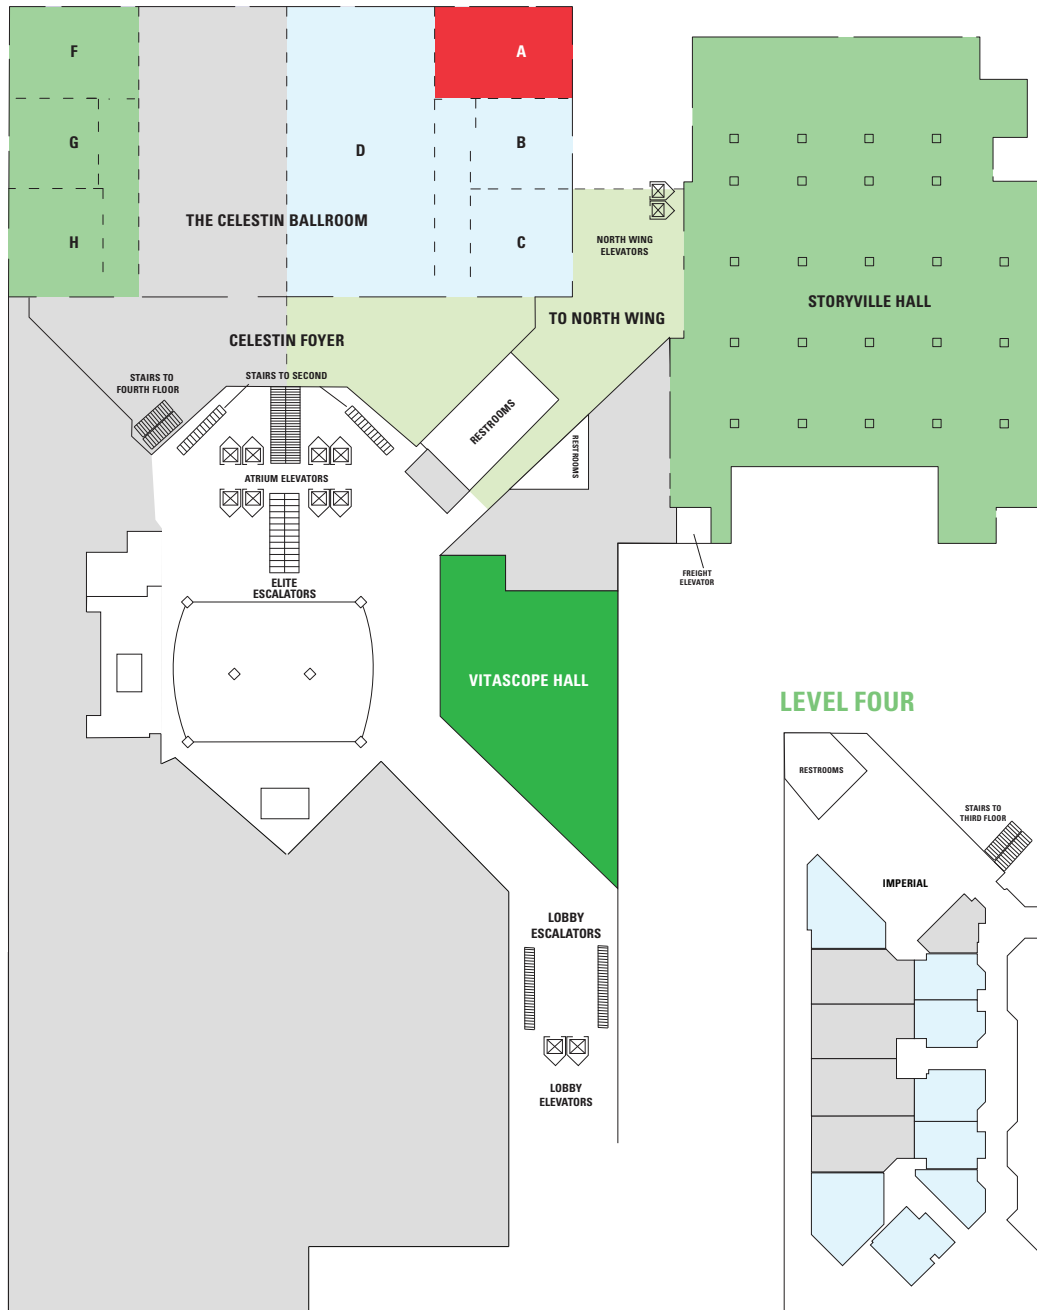 F
A
G
D
B
THE CELESTIN BALLROOM
H
C
NORTH WING
ELEVATORS
STORYVILLE HALL
TO NORTH WING
CELESTIN FOYER
STAIRS TO
FOURTH FLOOR
STAIRS TO SECOND
RESTROOMS
RESTROOMS
ATRIUM ELEVATORS
FREIGHT
ELEVATOR
ELITE
ESCALATORS
VITASCOPE HALL
LEVEL FOUR
RESTROOMS
STAIRS TO
THIRD FLOOR
IMPERIAL
LOBBY
ESCALATORS
LOBBY
ELEVATORS